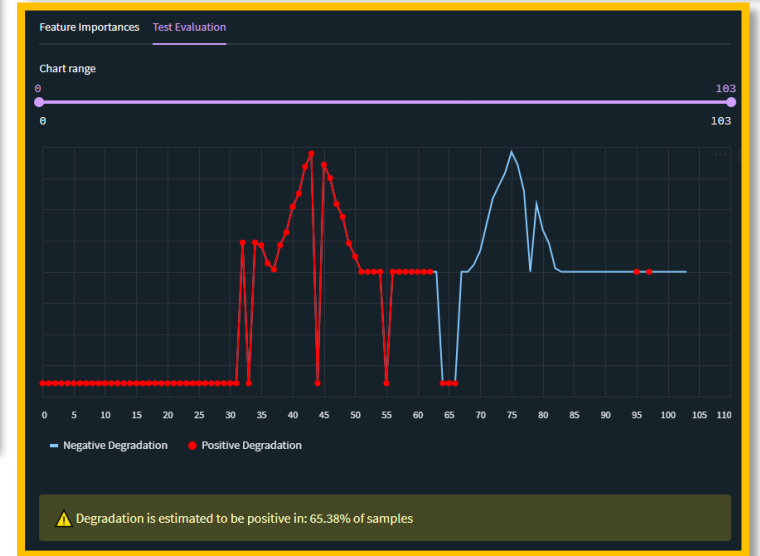 Feature Importances Test Evaluation
Chart range
0 103
0 103
0 5 10 15 20 25 30 35 40 45 50 55 60 65 70 75 80 85 90 95 100 105 110
Negative Degradation Positive Degradation
Degradation is estimated to be positive in: 65.38% of samples